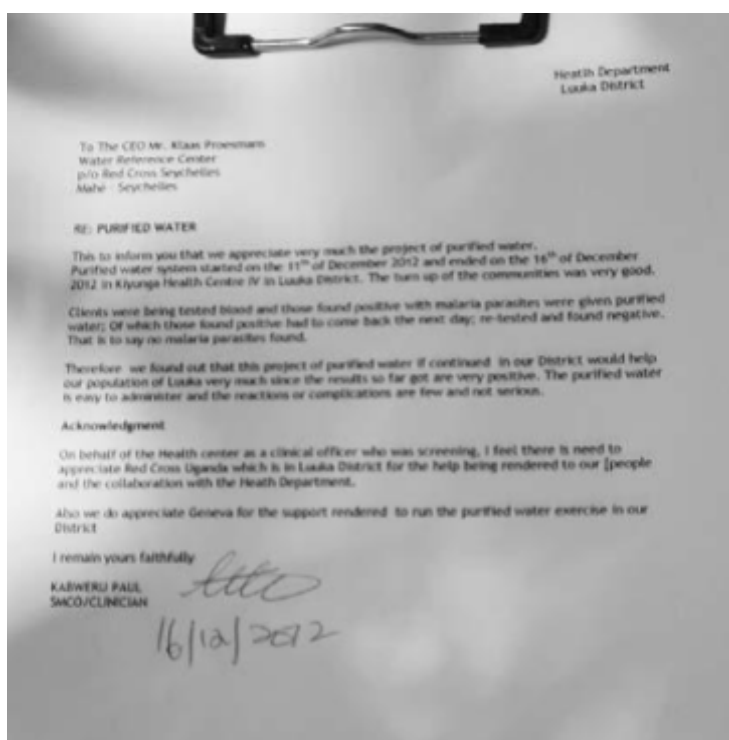 Heatlh Department
Luuka District
To The CEO Mr. Klaas Proesmans
Water Reference Center
p/o Red Cross Seychelles
Mahe - Seychelles
RE: PURIFIED WATER
This to inform you that we appreciate very much the project of purified water.
Purified water system started on the 11th of December 2012 and ended on the 16th of December
2012 in Kiyunga Health Centre IV in Luuka District. The turn up of the communities was very good.
Clients were being tested blood and those found positive with malaria parasites were given purified
water; Of which those found positive had to come back the next day; re-tested and found negative.
That is to say no malaria parasites found.
Therefore we found out that this project of purified water if continued in our District would help
our population of Luuka very much since the results so far got are very positive. The purified water
is easy to administer and the reactions or complications are few and not serious.
Acknowledgment
On behalf of the Health center as a clinical officer who was screening, I feel there is need to
appreciate Red Cross Uganda which is in Luuka District for the help being rendered to our [people
and the collaboration with the Heath Department.
Also we do appreciate Geneva for the support rendered to run the purified water exercise in our
District
I remain yours faithfully
KABWERU PAUL
SMCO/CLINICIAN
16/12/2012